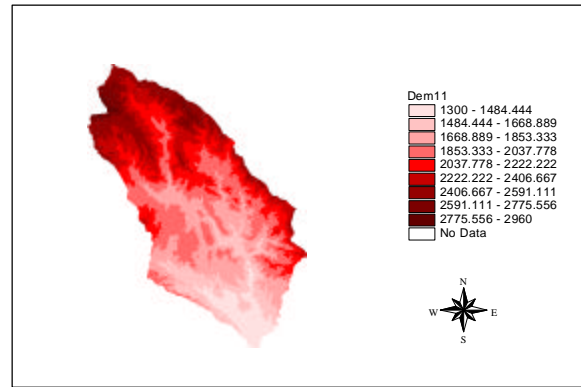 Dem11
1300 - 1484.444
1484.444 - 1668.889
1668.889 - 1853.333
1853.333 - 2037.778
2037.778 - 2222.222
2222.222 - 2406.667
2406.667 - 2591.111
2591.111 - 2775.556
2775.556 - 2960
No Data
N
W E
S